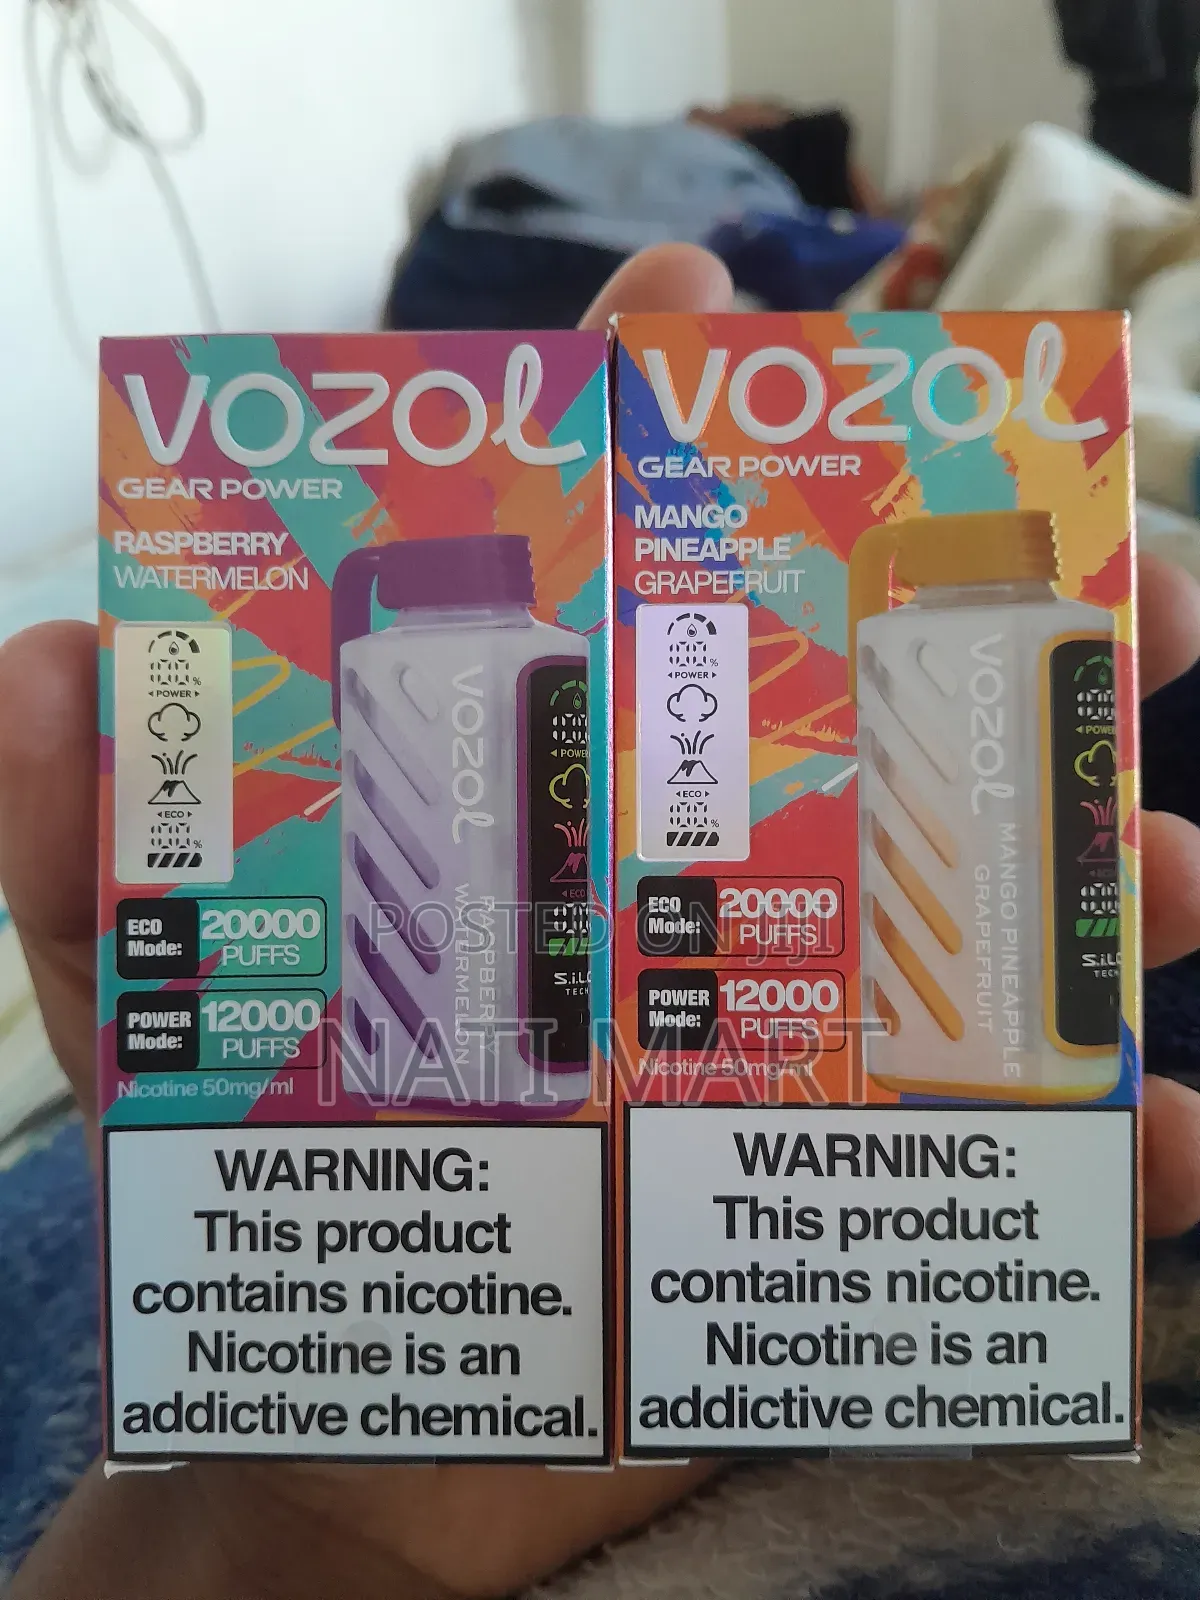 VOZOL
GEAR POWER
RASPBERRY
WATERMELON
%
POWER
ECO
%
ECO
Mode:
20000
PUFFS
POWER
Mode:
12000
PUFFS
Nicotine 50mg/ml
VOZOL
RASPBERRY
WATERMELON
WARNING:
This product
contains nicotine.
Nicotine is an
addictive chemical.
VOZOL
GEAR POWER
MANGO
PINEAPPLE
GRAPEFRUIT
%
POWER
ECO
%
ECO
Mode:
20000
PUFFS
POWER
Mode:
12000
PUFFS
Nicotine 50mg/ml
VOZOL
MANGO PINEAPPLE
GRAPEFRUIT
TECH
WARNING:
This product
contains nicotine.
Nicotine is an
addictive chemical.
POSTED ON jiji
NATI MART